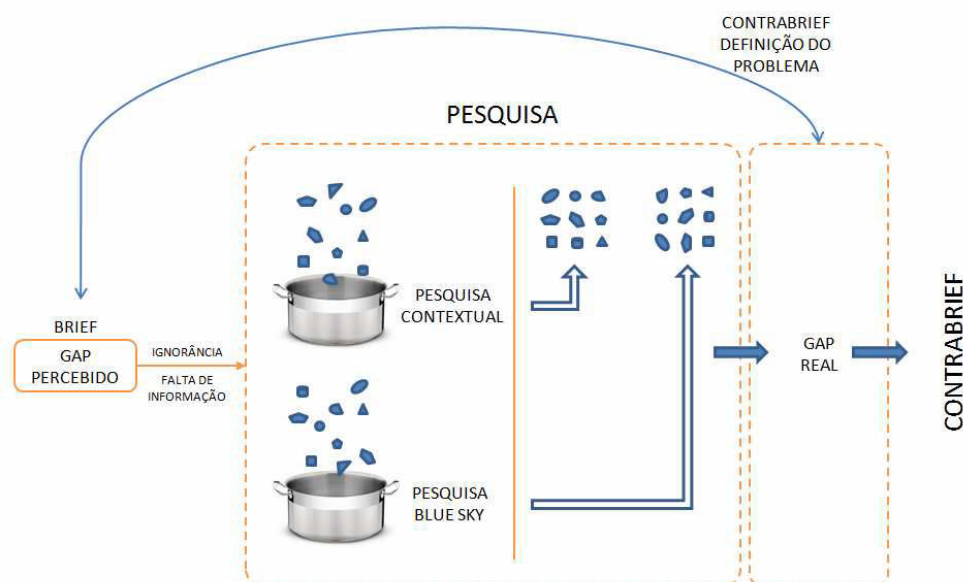 CONTRABRIEF
DEFINIÇÃO DO
PROBLEMA
PESQUISA
PESQUISA
CONTEXTUAL
BRIEF
GAP
PERCEBIDO
IGNORÂNCIA
FALTA DE
INFORMAÇÃO
PESQUISA
BLUE SKY
GAP
REAL
CONTRABRIEF